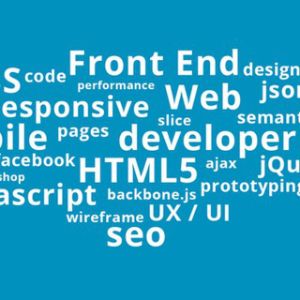 Front End
design
S
code
performance
json
esponsive
Web
slice
semant
bile
pages
developer
facebook
HTML5
ajax
jQu
shop
prototyping
ascript
backbone.js
wireframe
UX / UI
seo